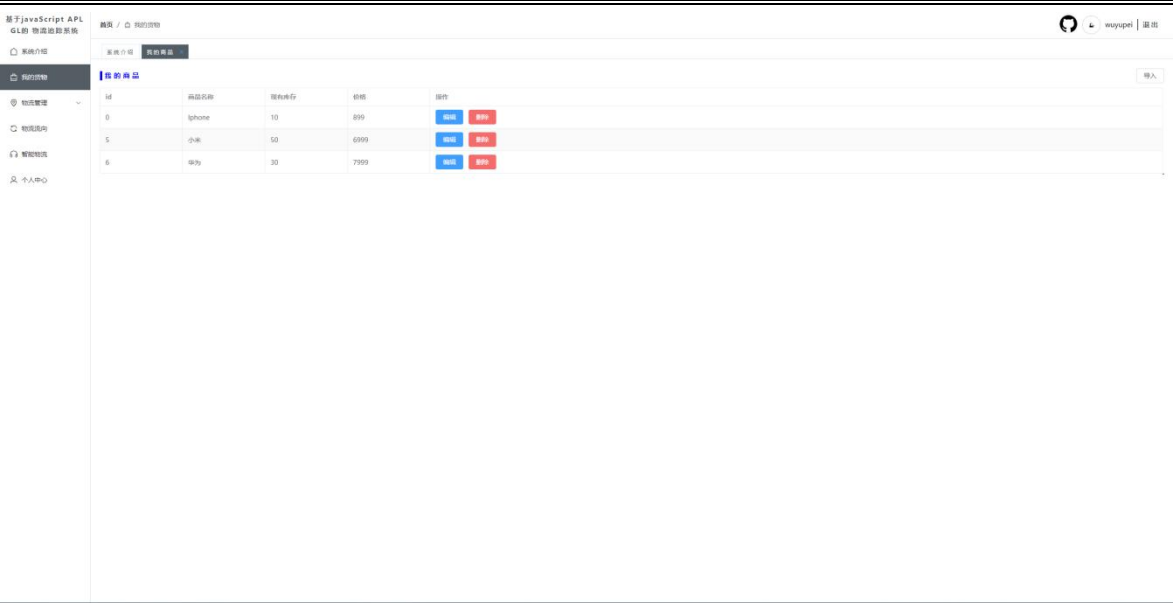 基于javaScript APL
GL的 物流追踪系统
首页 / 我的货物
wuyupei | 退出
系统介绍
系统介绍 我的商品
我的货物
我的商品
导入
物流管理
id 商品名称 现有库存 价格 操作
0 Iphone 10 899 编辑 删除
物流流向
5 小米 50 6999 编辑 删除
智能物流
6 华为 30 7999 编辑 删除
个人中心